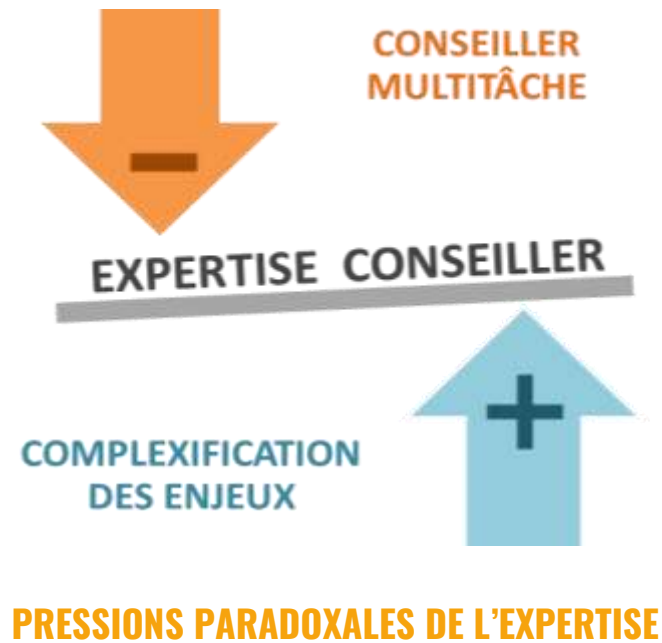 CONSEILLER
MULTITÂCHE
EXPERTISE CONSEILLER
COMPLEXIFICATION
DES ENJEUX
PRESSIONS PARADOXALES DE L’EXPERTISE